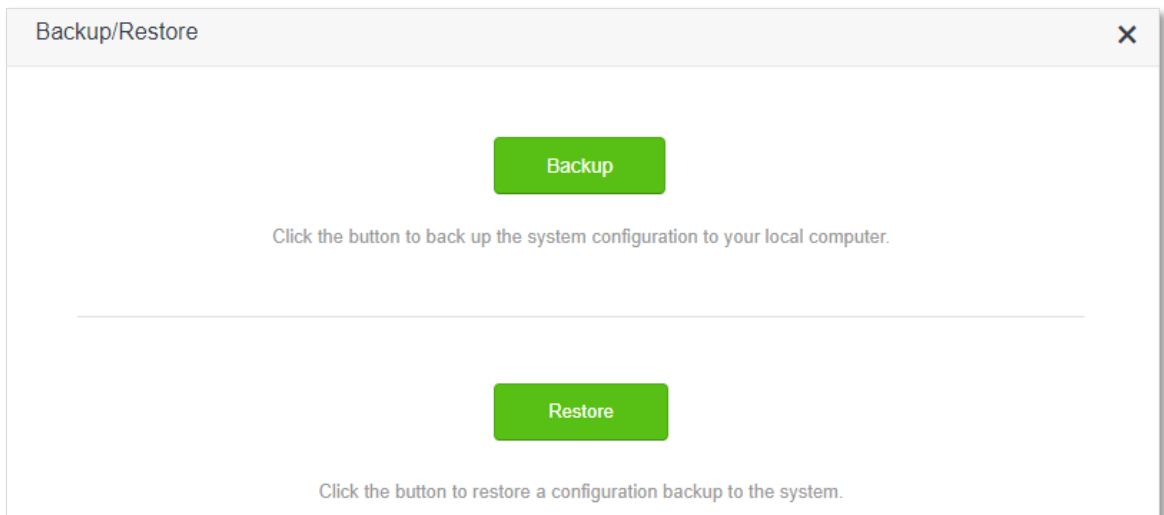 Backup/Restore
Backup
Click the button to back up the system configuration to your local computer.
Restore
Click the button to restore a configuration backup to the system.